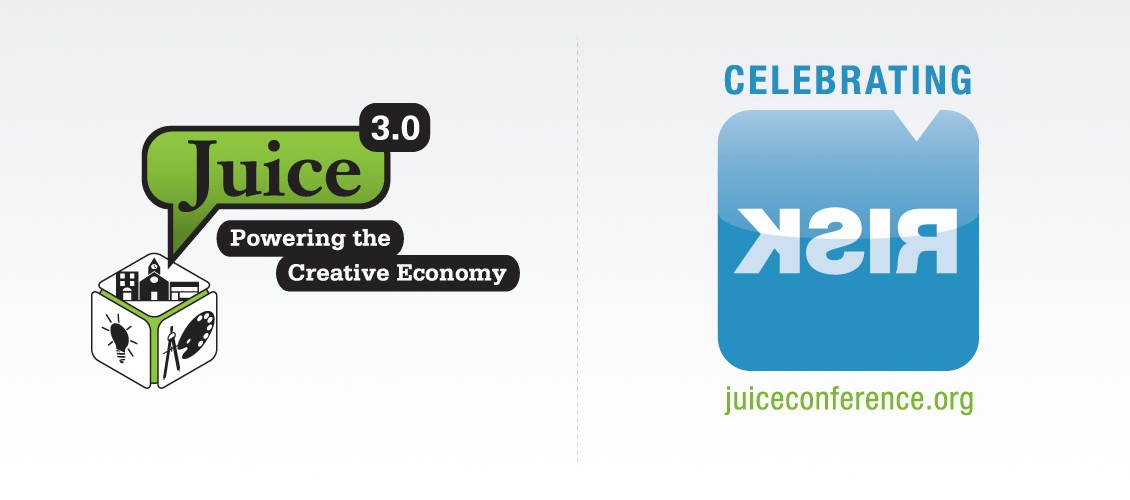 Juice
3.0
Powering the
Creative Economy
CELEBRATING
RISK
juiceconference.org